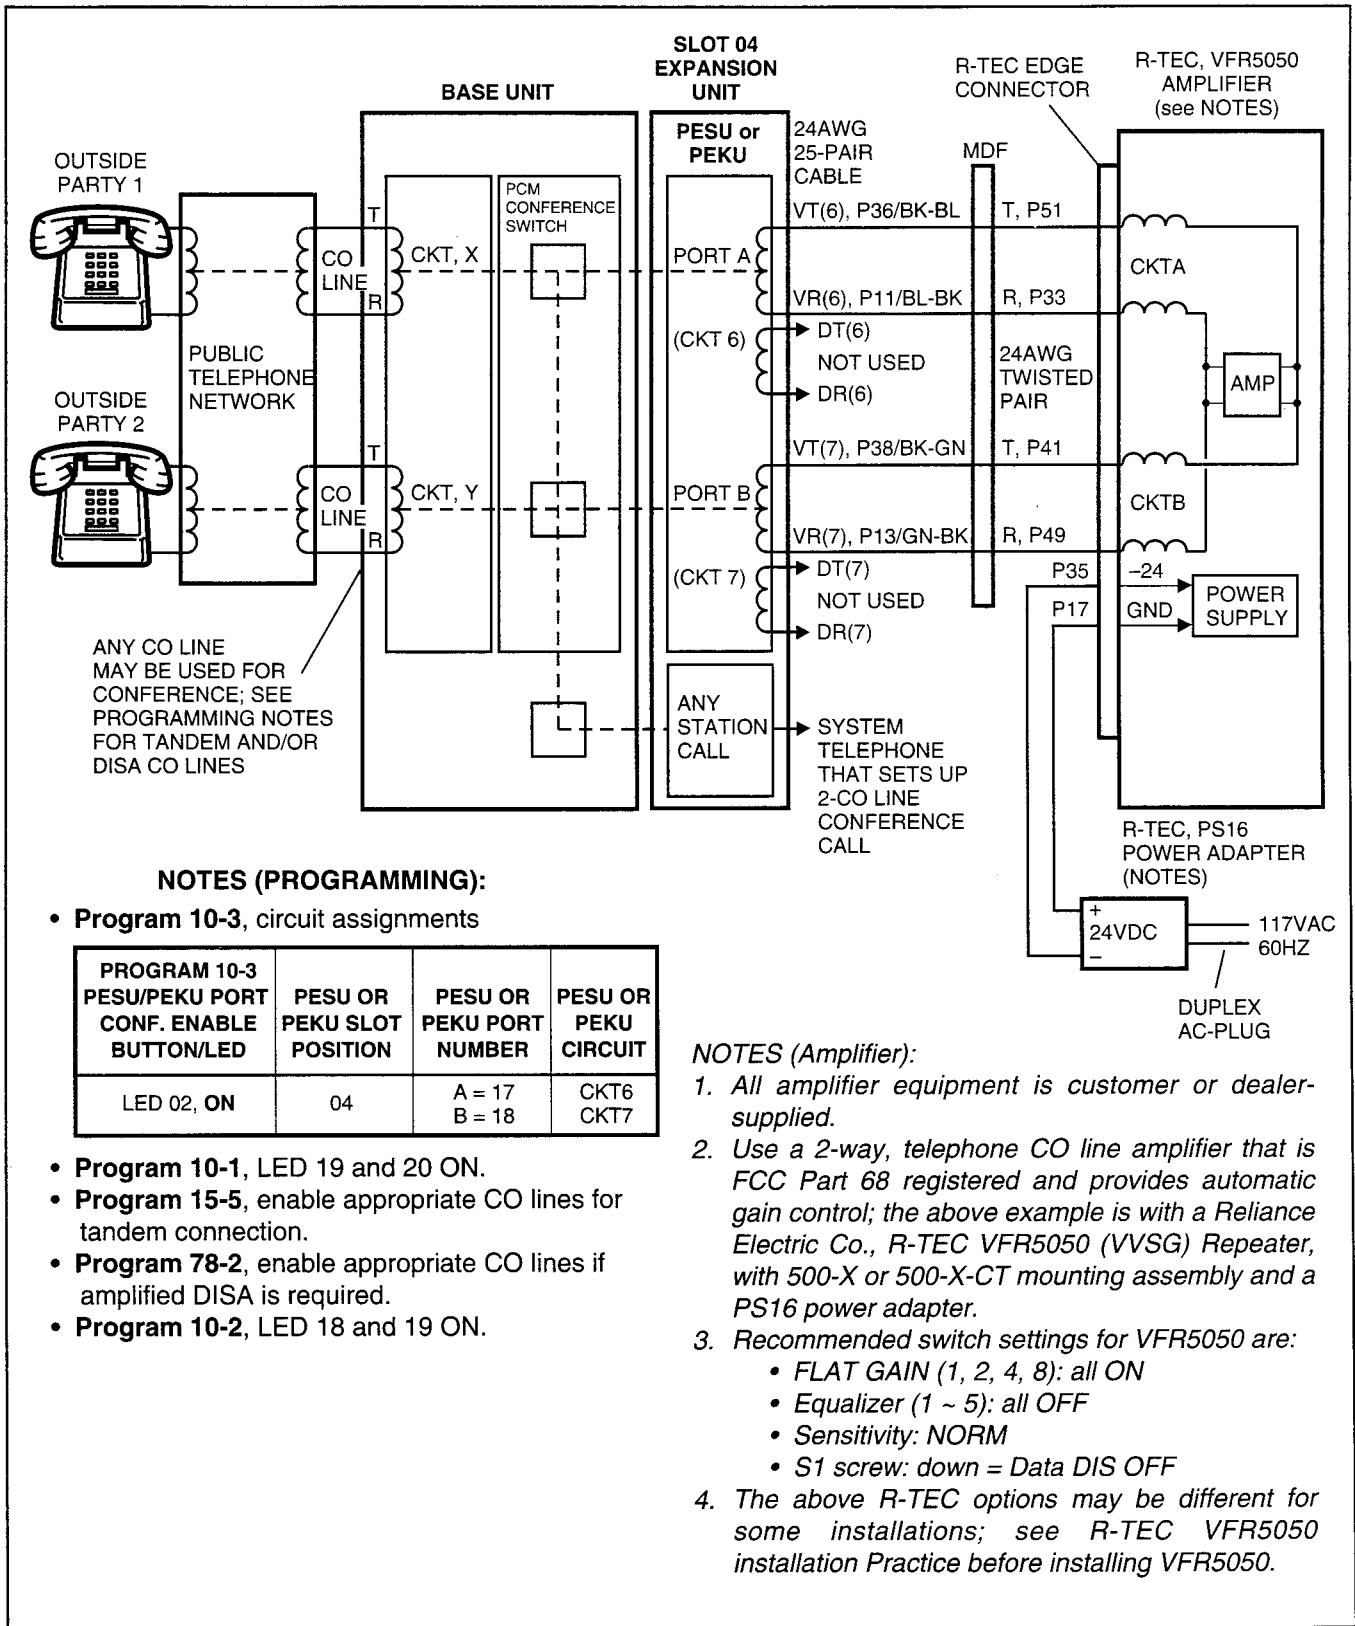 SLOT 04
EXPANSION
UNIT
BASE UNIT
R-TEC EDGE
CONNECTOR
R-TEC, VFR5050
AMPLIFIER
(see NOTES)
OUTSIDE
PARTY 1
PESU or
PEKU
24AWG
25-PAIR
CABLE
MDF
PCM
CONFERENCE
SWITCH
T
VT(6), P36/BK-BL
T, P51
CO
LINE
CKT, X
PORT A
CKTA
R
VR(6), P11/BL-BK
R, P33
(CKT 6)
DT(6)
NOT USED
DR(6)
24AWG
TWISTED
PAIR
AMP
PUBLIC
TELEPHONE
NETWORK
OUTSIDE
PARTY 2
T
VT(7), P38/BK-GN
T, P41
CO
LINE
CKT, Y
PORT B
CKTB
R
VR(7), P13/GN-BK
R, P49
(CKT 7)
DT(7)
NOT USED
DR(7)
P35
–24
P17
GND
POWER
SUPPLY
ANY CO LINE
MAY BE USED FOR
CONFERENCE; SEE
PROGRAMMING NOTES
FOR TANDEM AND/OR
DISA CO LINES
ANY
STATION
CALL
SYSTEM
TELEPHONE
THAT SETS UP
2-CO LINE
CONFERENCE
CALL
R-TEC, PS16
POWER ADAPTER
(NOTES)
+
24VDC
–
117VAC
60HZ
DUPLEX
AC-PLUG
NOTES (PROGRAMMING):
• Program 10-3, circuit assignments
PROGRAM 10-3
PESU/PEKU PORT
CONF. ENABLE
BUTTON/LED
PESU OR
PEKU SLOT
POSITION
PESU OR
PEKU PORT
NUMBER
PESU OR
PEKU
CIRCUIT
LED 02, ON
04
A = 17
B = 18
CKT6
CKT7
• Program 10-1, LED 19 and 20 ON.
• Program 15-5, enable appropriate CO lines for
tandem connection.
• Program 78-2, enable appropriate CO lines if
amplified DISA is required.
• Program 10-2, LED 18 and 19 ON.
NOTES (Amplifier):
1. All amplifier equipment is customer or dealer-
supplied.
2. Use a 2-way, telephone CO line amplifier that is
FCC Part 68 registered and provides automatic
gain control; the above example is with a Reliance
Electric Co., R-TEC VFR5050 (VVSG) Repeater,
with 500-X or 500-X-CT mounting assembly and a
PS16 power adapter.
3. Recommended switch settings for VFR5050 are:
• FLAT GAIN (1, 2, 4, 8): all ON
• Equalizer (1 ~ 5): all OFF
• Sensitivity: NORM
• S1 screw: down = Data DIS OFF
4. The above R-TEC options may be different for
some installations; see R-TEC VFR5050
installation Practice before installing VFR5050.